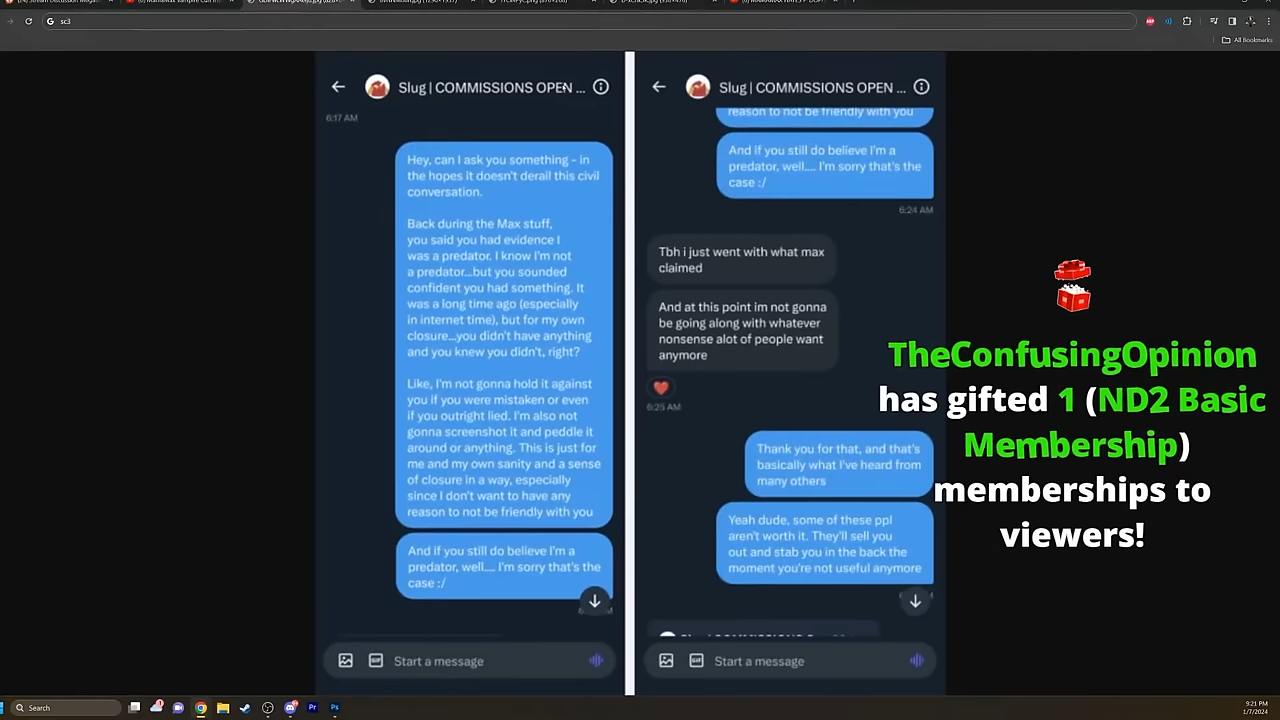 sc3
All Bookmarks
Slug | COMMISSIONS OPEN ...
6:17 AM
Hey, can I ask you something - in
the hopes it doesn't derail this civil
conversation.
Back during the Max stuff,
you said you had evidence I
was a predator. I know I'm not
a predator...but you sounded
confident you had something. It
was a long time ago (especially
in internet time), but for my own
closure...you didn't have anything
and you knew you didn't, right?
Like, I'm not gonna hold it against
you if you were mistaken or even
if you outright lied. I'm also not
gonna screenshot it and peddle it
around or anything. This is just for
me and my own sanity and a sense
of closure in a way, especially
since I don't want to have any
reason to not be friendly with you
And if you still do believe I'm a
predator, well.... I'm sorry that's the
case :/
GIF
Start a message
Slug | COMMISSIONS OPEN ...
reason to not be friendly with you
And if you still do believe I'm a
predator, well.... I'm sorry that's the
case :/
6:24 AM
Tbh i just went with what max
claimed
And at this point im not gonna
be going along with whatever
nonsense alot of people want
anymore
6:25 AM
Thank you for that, and that's
basically what I've heard from
many others
Yeah dude, some of these ppl
aren't worth it. They'll sell you
out and stab you in the back the
moment you're not useful anymore
GIF
Start a message
TheConfusingOpinion
has gifted 1 (ND2 Basic
Membership)
memberships to
viewers!
Search
9:21 PM
1/7/2024